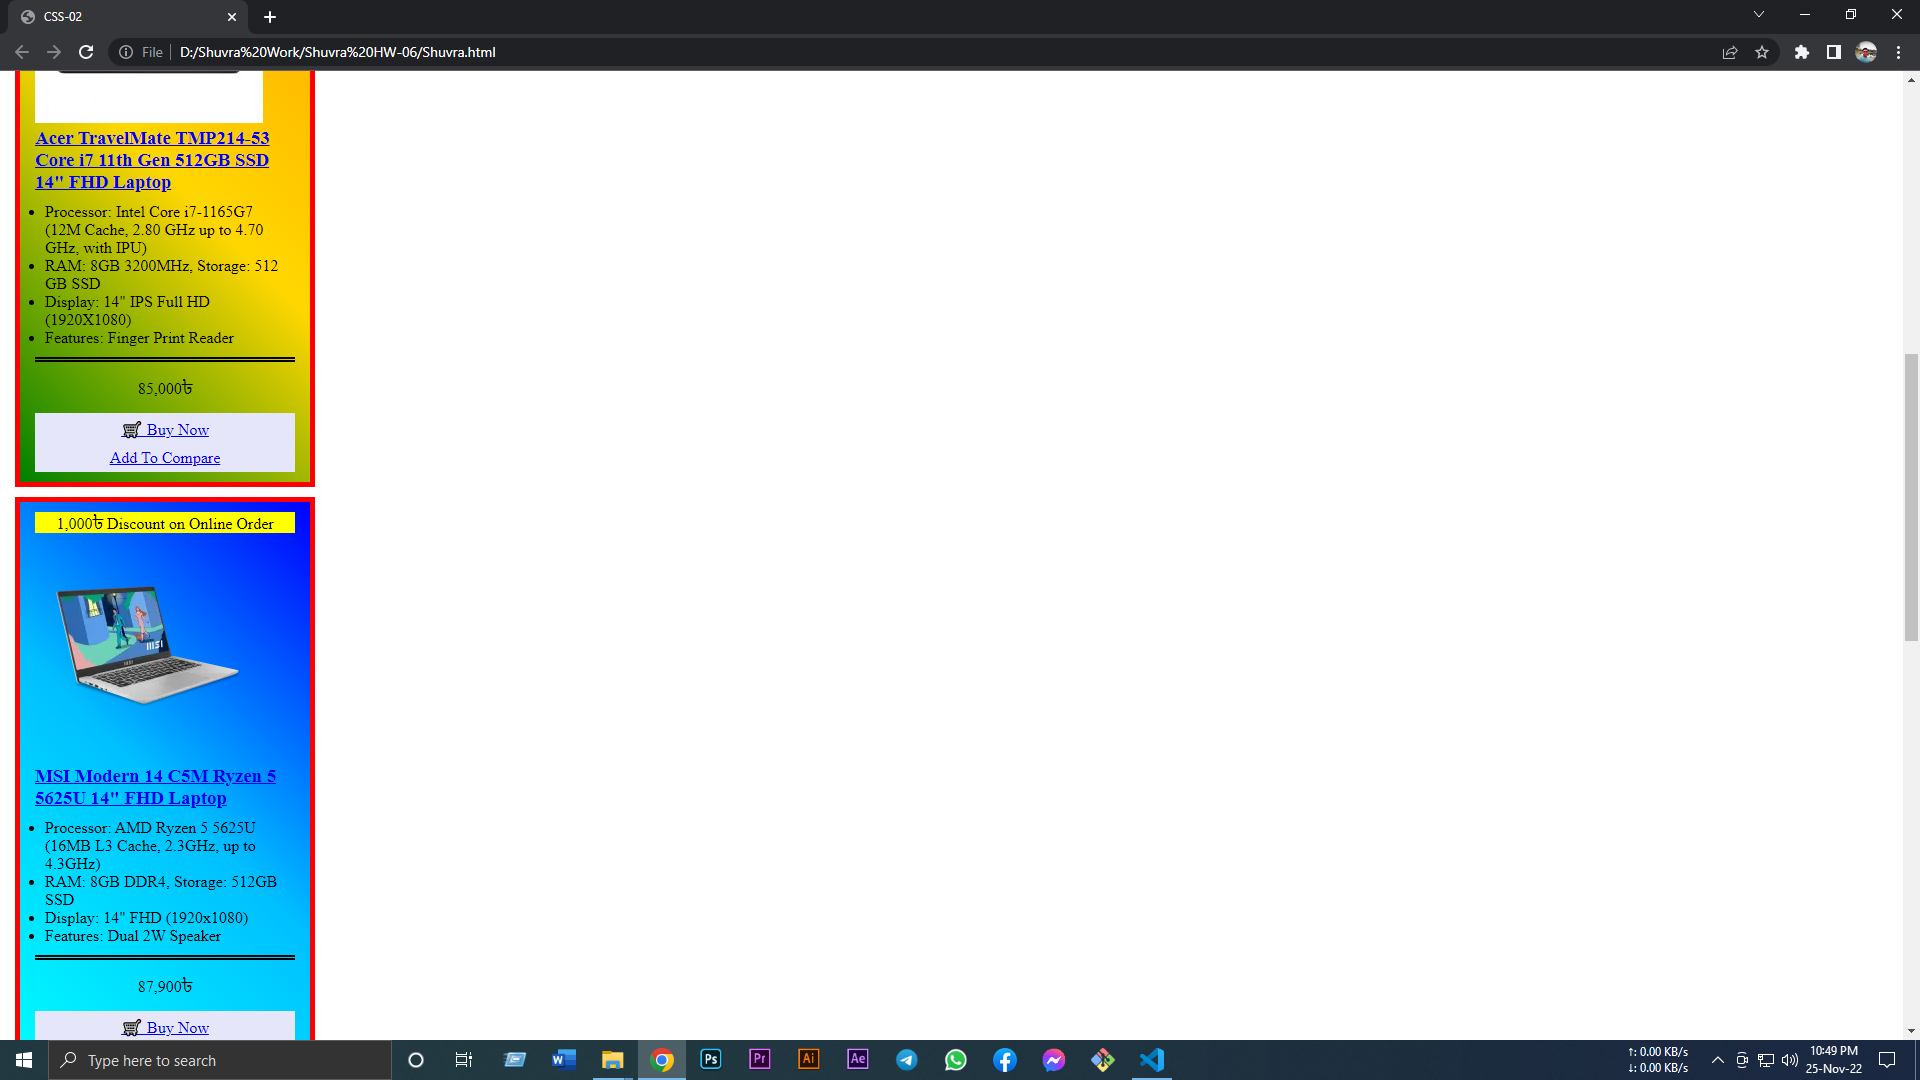 CSS-02
File
D:/Shuvra%20Work/Shuvra%20HW-06/Shuvra.html
Acer TravelMate TMP214-53
Core i7 11th Gen 512GB SSD
14" FHD Laptop
Processor: Intel Core i7-1165G7
(12M Cache, 2.80 GHz up to 4.70
GHz, with IPU)
RAM: 8GB 3200MHz, Storage: 512
GB SSD
Display: 14" IPS Full HD
(1920X1080)
Features: Finger Print Reader
85,000৳
🛒 Buy Now
Add To Compare
1,000৳ Discount on Online Order
msi
MSI Modern 14 C5M Ryzen 5
5625U 14" FHD Laptop
Processor: AMD Ryzen 5 5625U
(16MB L3 Cache, 2.3GHz, up to
4.3GHz)
RAM: 8GB DDR4, Storage: 512GB
SSD
Display: 14" FHD (1920x1080)
Features: Dual 2W Speaker
87,900৳
🛒 Buy Now
Type here to search
W
Ps
Pr
Ai
Ae
↑: 0.00 KB/s
↓: 0.00 KB/s
10:49 PM
25-Nov-22